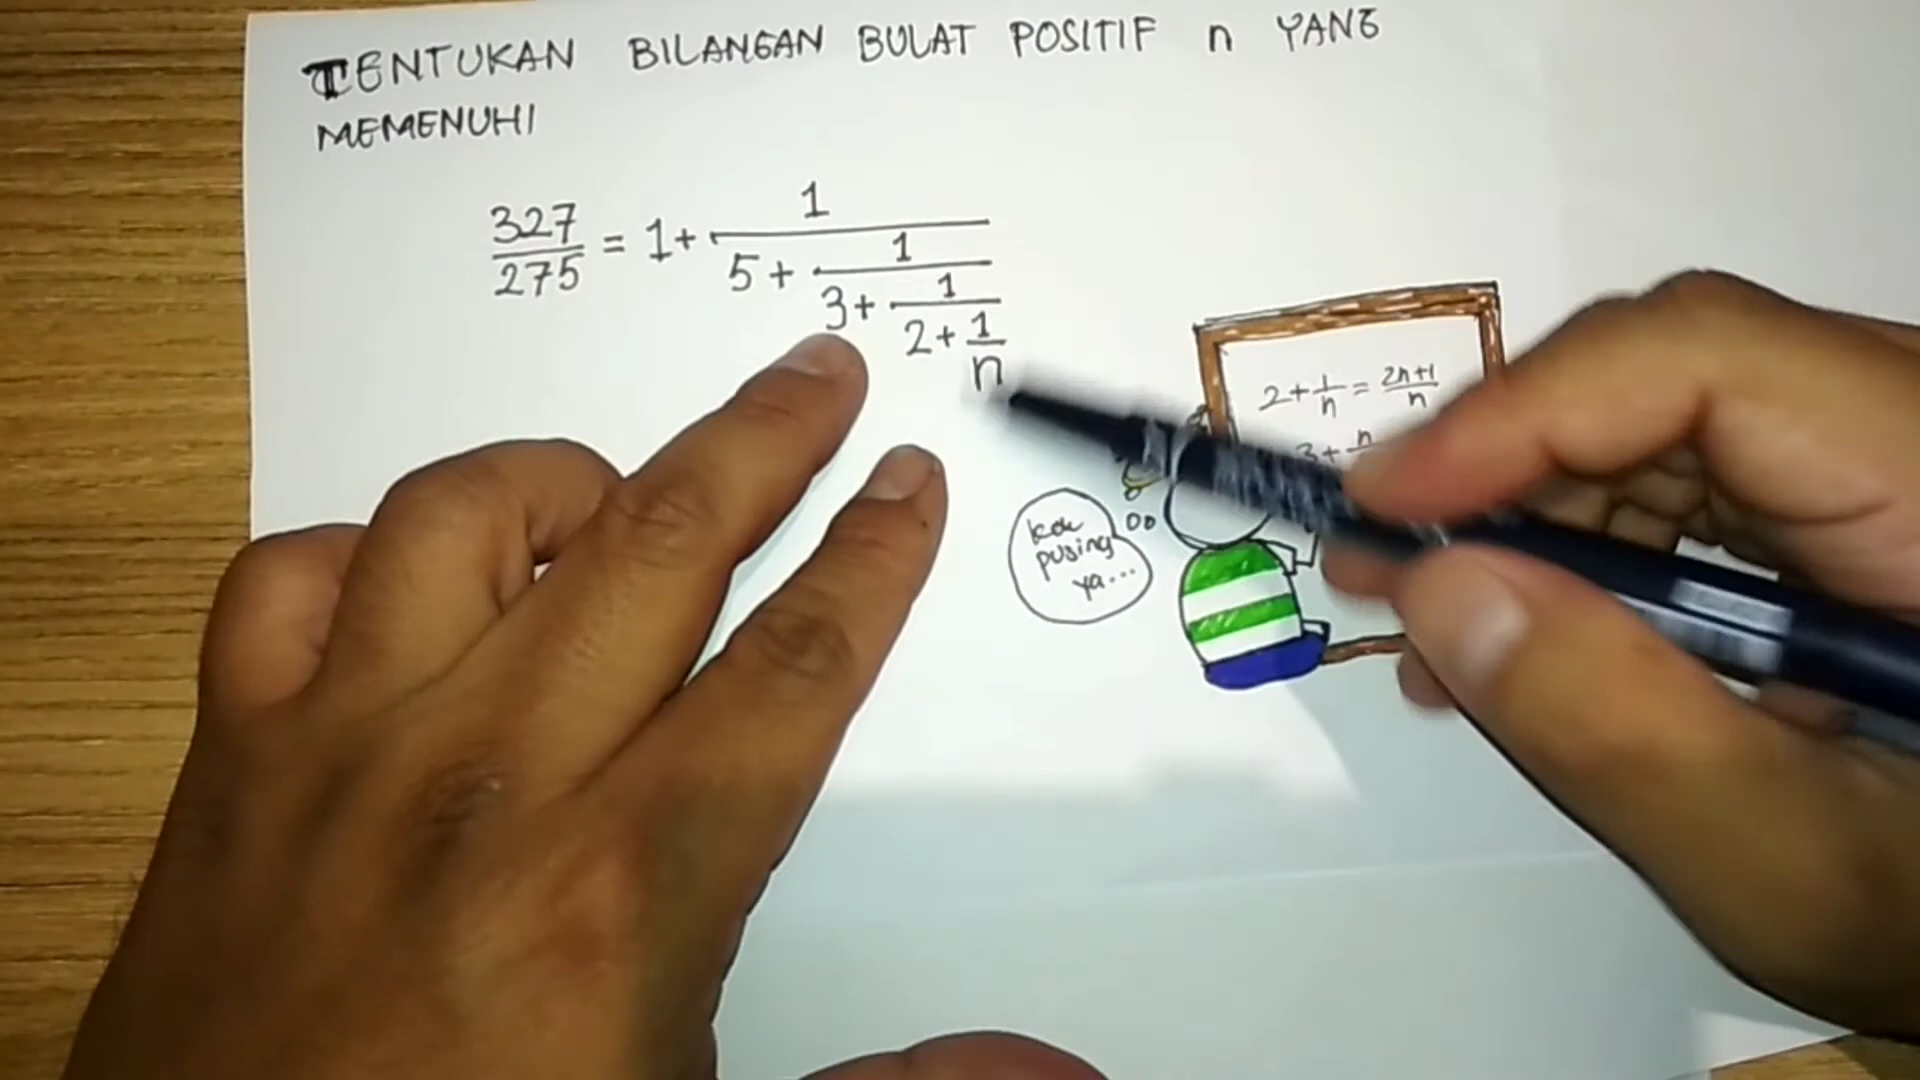 TENTUKAN BILANGAN BULAT POSITIF n YANG
MEMENUHI
327/275 = 1 + 1/(5 + 1/(3 + 1/(2 + 1/n)))
2 + 1/n = 2n+1/n
3 + n
kok
pusing
ya...